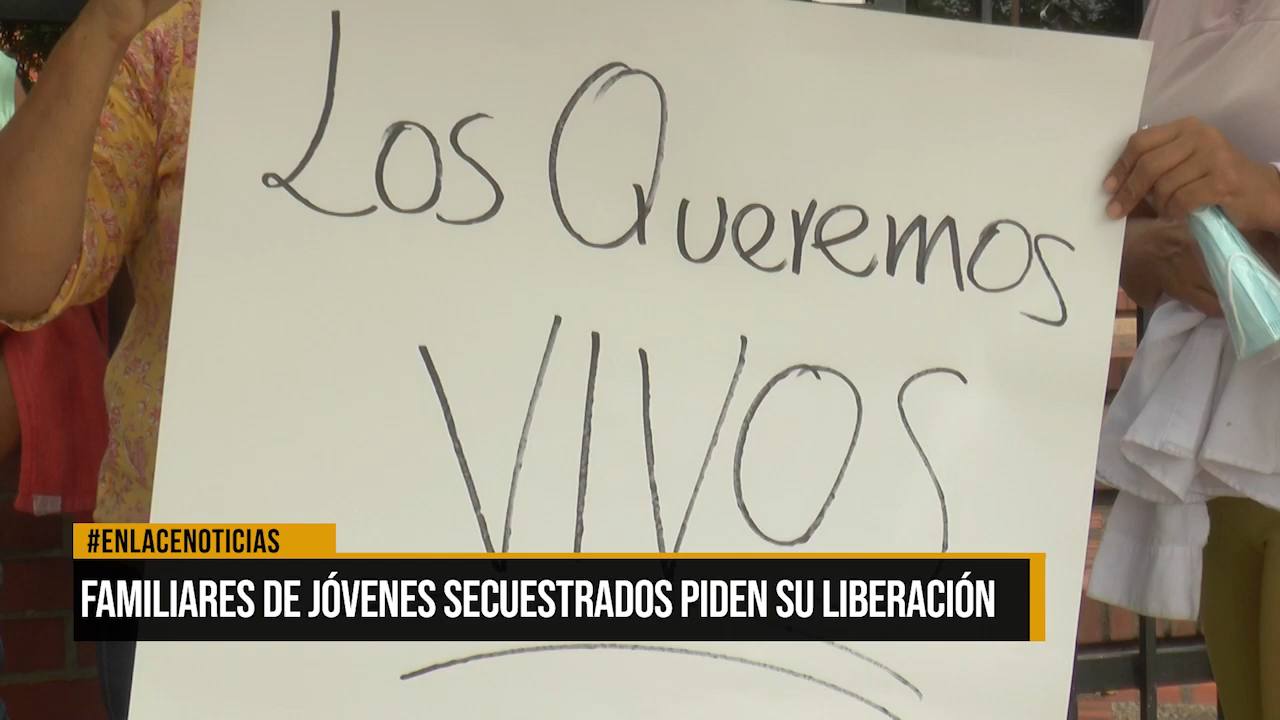 Los Queremos
VIVOS
#ENLACENOTICIAS
FAMILIARES DE JÓVENES SECUESTRADOS PIDEN SU LIBERACIÓN